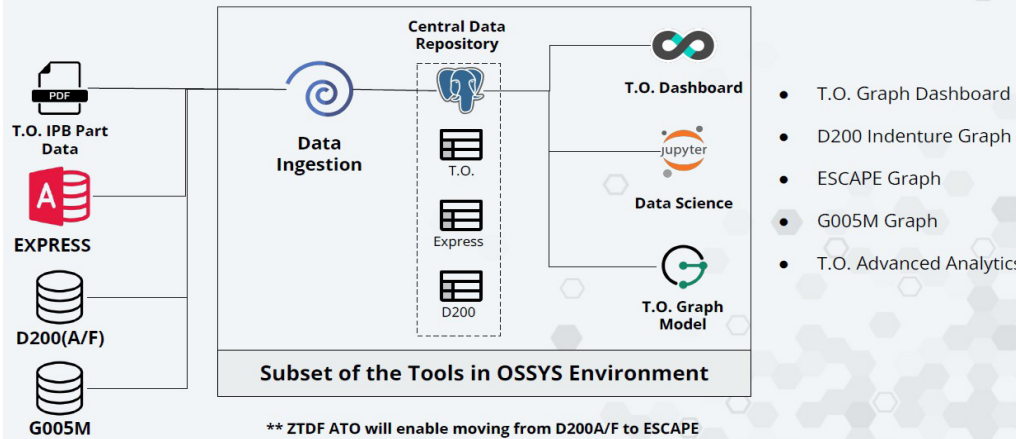 PDF
T.O. IPB Part
Data
EXPRESS
D200(A/F)
G005M
Data
Ingestion
Central Data
Repository
T.O.
Express
D200
T.O. Dashboard
jupyter
Data Science
T.O. Graph
Model
Subset of the Tools in OSSYS Environment
** ZTDF ATO will enable moving from D200A/F to ESCAPE
● T.O. Graph Dashboard
● D200 Indenture Graph
● ESCAPE Graph
● G005M Graph
● T.O. Advanced Analytics